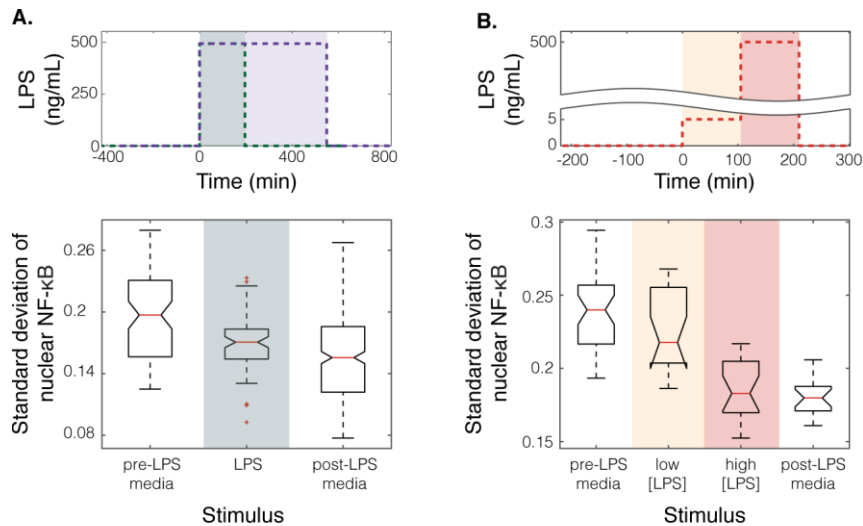 A.
LPS
(ng/mL)
500
250
0
-400
0
400
800
Time (min)
Standard deviation of
nuclear NF-κB
0.26
0.2
0.14
0.08
pre-LPS
media
LPS
post-LPS
media
Stimulus
B.
LPS
(ng/mL)
500
5
0
-200
-100
0
100
200
300
Time (min)
Standard deviation of
nuclear NF-κB
0.3
0.25
0.2
0.15
pre-LPS
media
low
[LPS]
high
[LPS]
post-LPS
media
Stimulus